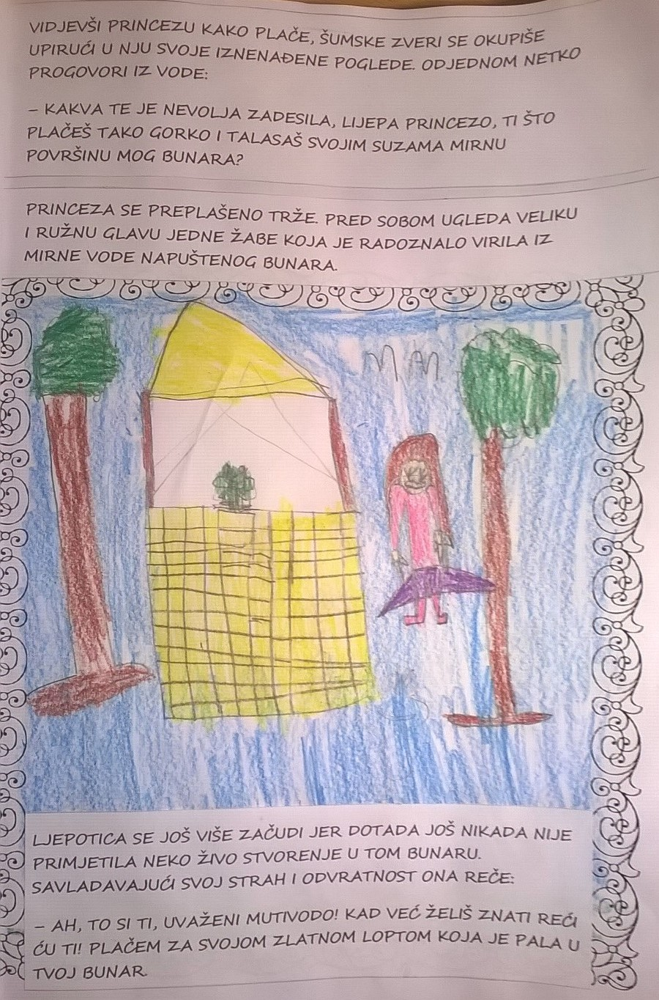 VIDJEVŠI PRINCEZU KAKO PLAČE, ŠUMSKE ZVERI SE OKUPIŠE
UPIRUĆI U NJU SVOJE IZNENAĐENE POGLEDE. ODJEDNOM NETKO
PROGOVORI IZ VODE:
– KAKVA TE JE NEVOLJA ZADESILA, LIJEPA PRINCEZO, TI ŠTO
PLAČEŠ TAKO GORKO I TALASAŠ SVOJIM SUZAMA MIRNU
POVRŠINU MOG BUNARA?
PRINCEZA SE PREPLAŠENO TRŽE. PRED SOBOM UGLEDA VELIKU
I RUŽNU GLAVU JEDNE ŽABE KOJA JE RADOZNALO VIRILA IZ
MIRNE VODE NAPUŠTENOG BUNARA.
LJEPOTICA SE JOŠ VIŠE ZAČUDI JER DOTADA JOŠ NIKADA NIJE
PRIMJETILA NEKO ŽIVO STVORENJE U TOM BUNARU.
SAVLADAVAJUĆI SVOJ STRAH I ODVRATNOST ONA REČE:
– AH, TO SI TI, UVAŽENI MUTIVODO! KAD VEĆ ŽELIŠ ZNATI REĆI
ĆU TI! PLAČEM ZA SVOJOM ZLATNOM LOPTOM KOJA JE PALA U
TVOJ BUNAR.